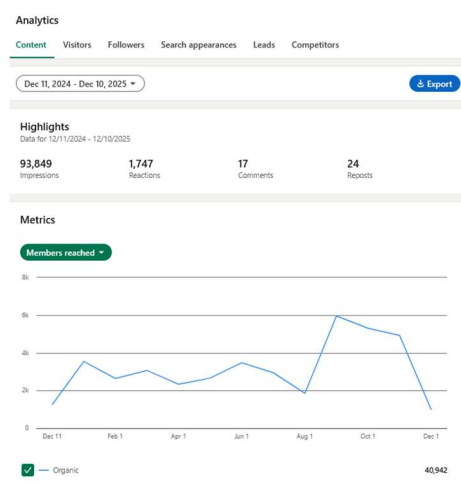 Analytics
Content Visitors Followers Search appearances Leads Competitors
Dec 11, 2024 - Dec 10, 2025
Export
Highlights
Data for 12/11/2024 - 12/10/2025
93,849 1,747 17 24
Impressions Reactions Comments Reposts
Metrics
Members reached
8k
6k
4k
2k
0
Dec 11 Feb 1 Apr 1 Jun 1 Aug 1 Oct 1 Dec 1
Organic 40,942